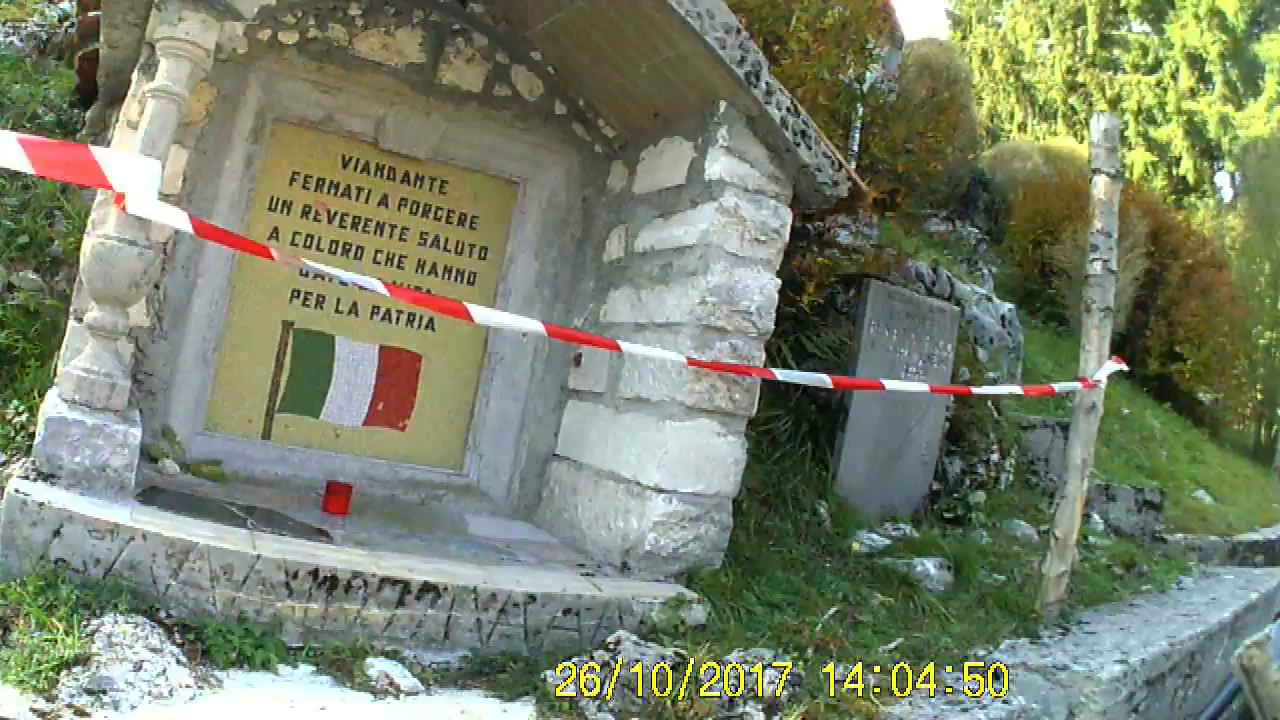 VIANDANTE
FERMATI A PORGERE
UN REVERENTE SALUTO
A COLORO CHE HANNO
PER LA PATRIA
26/10/2017 14:04:50